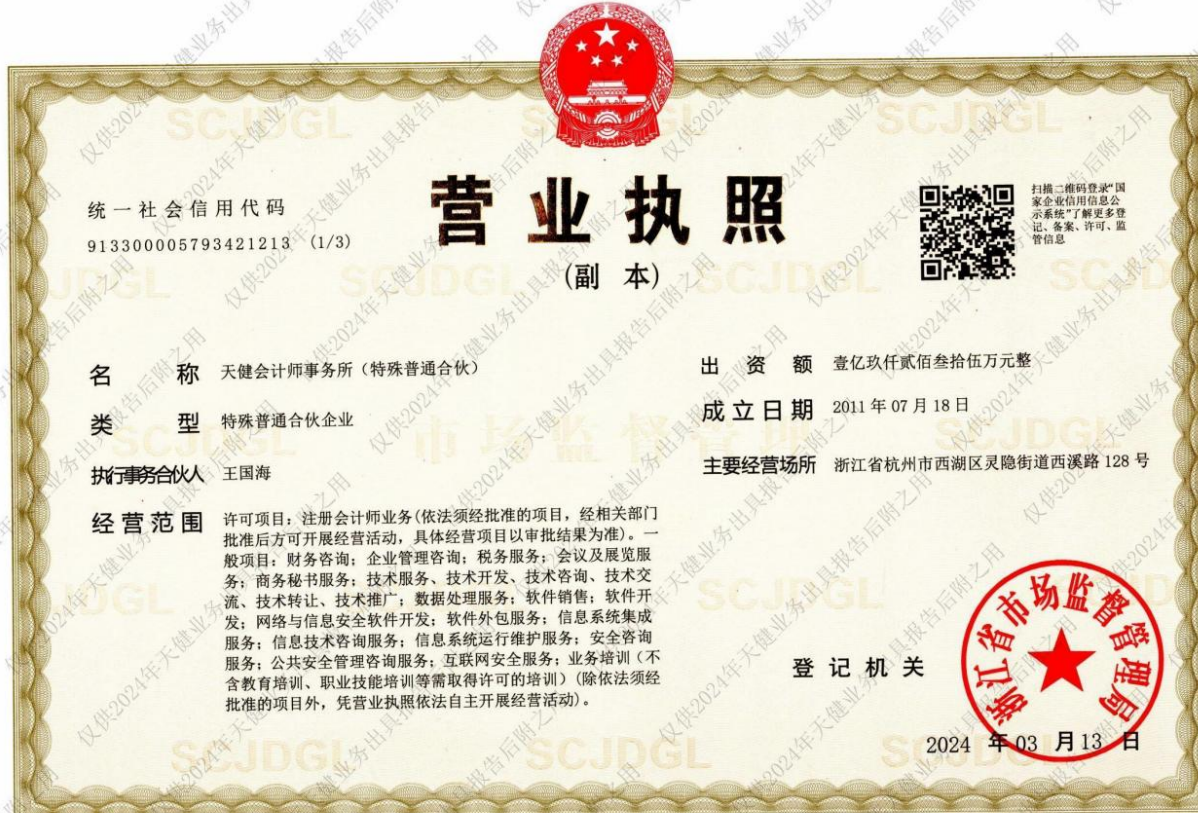 统一社会信用代码
913300005793421213 (1/3)
营业执照
(副 本)
扫描二维码登录“国
家企业信用信息公
示系统”了解更多登
记、备案、许可、监
管信息
名 称 天健会计师事务所（特殊普通合伙）
类 型 特殊普通合伙企业
执行事务合伙人 王国海
经营范围 许可项目：注册会计师业务(依法须经批准的项目，经相关部门
批准后方可开展经营活动，具体经营项目以审批结果为准)。一
般项目：财务咨询；企业管理咨询；税务服务；会议及展览服
务；商务秘书服务；技术服务、技术开发、技术咨询、技术交
流、技术转让、技术推广；数据处理服务；软件销售；软件开
发；网络与信息安全软件开发；软件外包服务；信息系统集成
服务；信息技术咨询服务；信息系统运行维护服务；安全咨询
服务；公共安全管理咨询服务；互联网安全服务；业务培训（不
含教育培训、职业技能培训等需取得许可的培训）(除依法须经
批准的项目外，凭营业执照依法自主开展经营活动)。
出 资 额 壹亿玖仟贰佰叁拾伍万元整
成立日期 2011年07月18日
主要经营场所 浙江省杭州市西湖区灵隐街道西溪路128号
登记机关
浙江省市场监督管理局
2024 年 03 月 13 日
SCJDGL
市场监督管理
仅供2024年天健业务出具报告后附之用